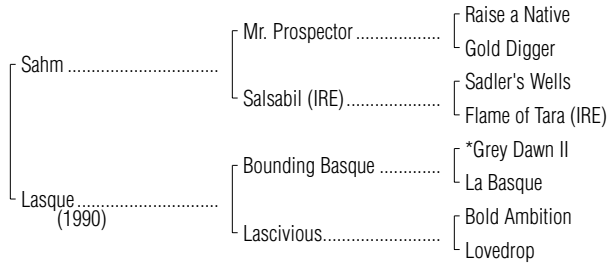 Raise a Native
Mr. Prospector ..................
Gold Digger
Sahm ................................
Sadler's Wells
Salsabil (IRE)....................
Flame of Tara (IRE)
*Grey Dawn II
Bounding Basque .............
La Basque
Lasque..............................
(1990)
Bold Ambition
Lascivious.........................
Lovedrop